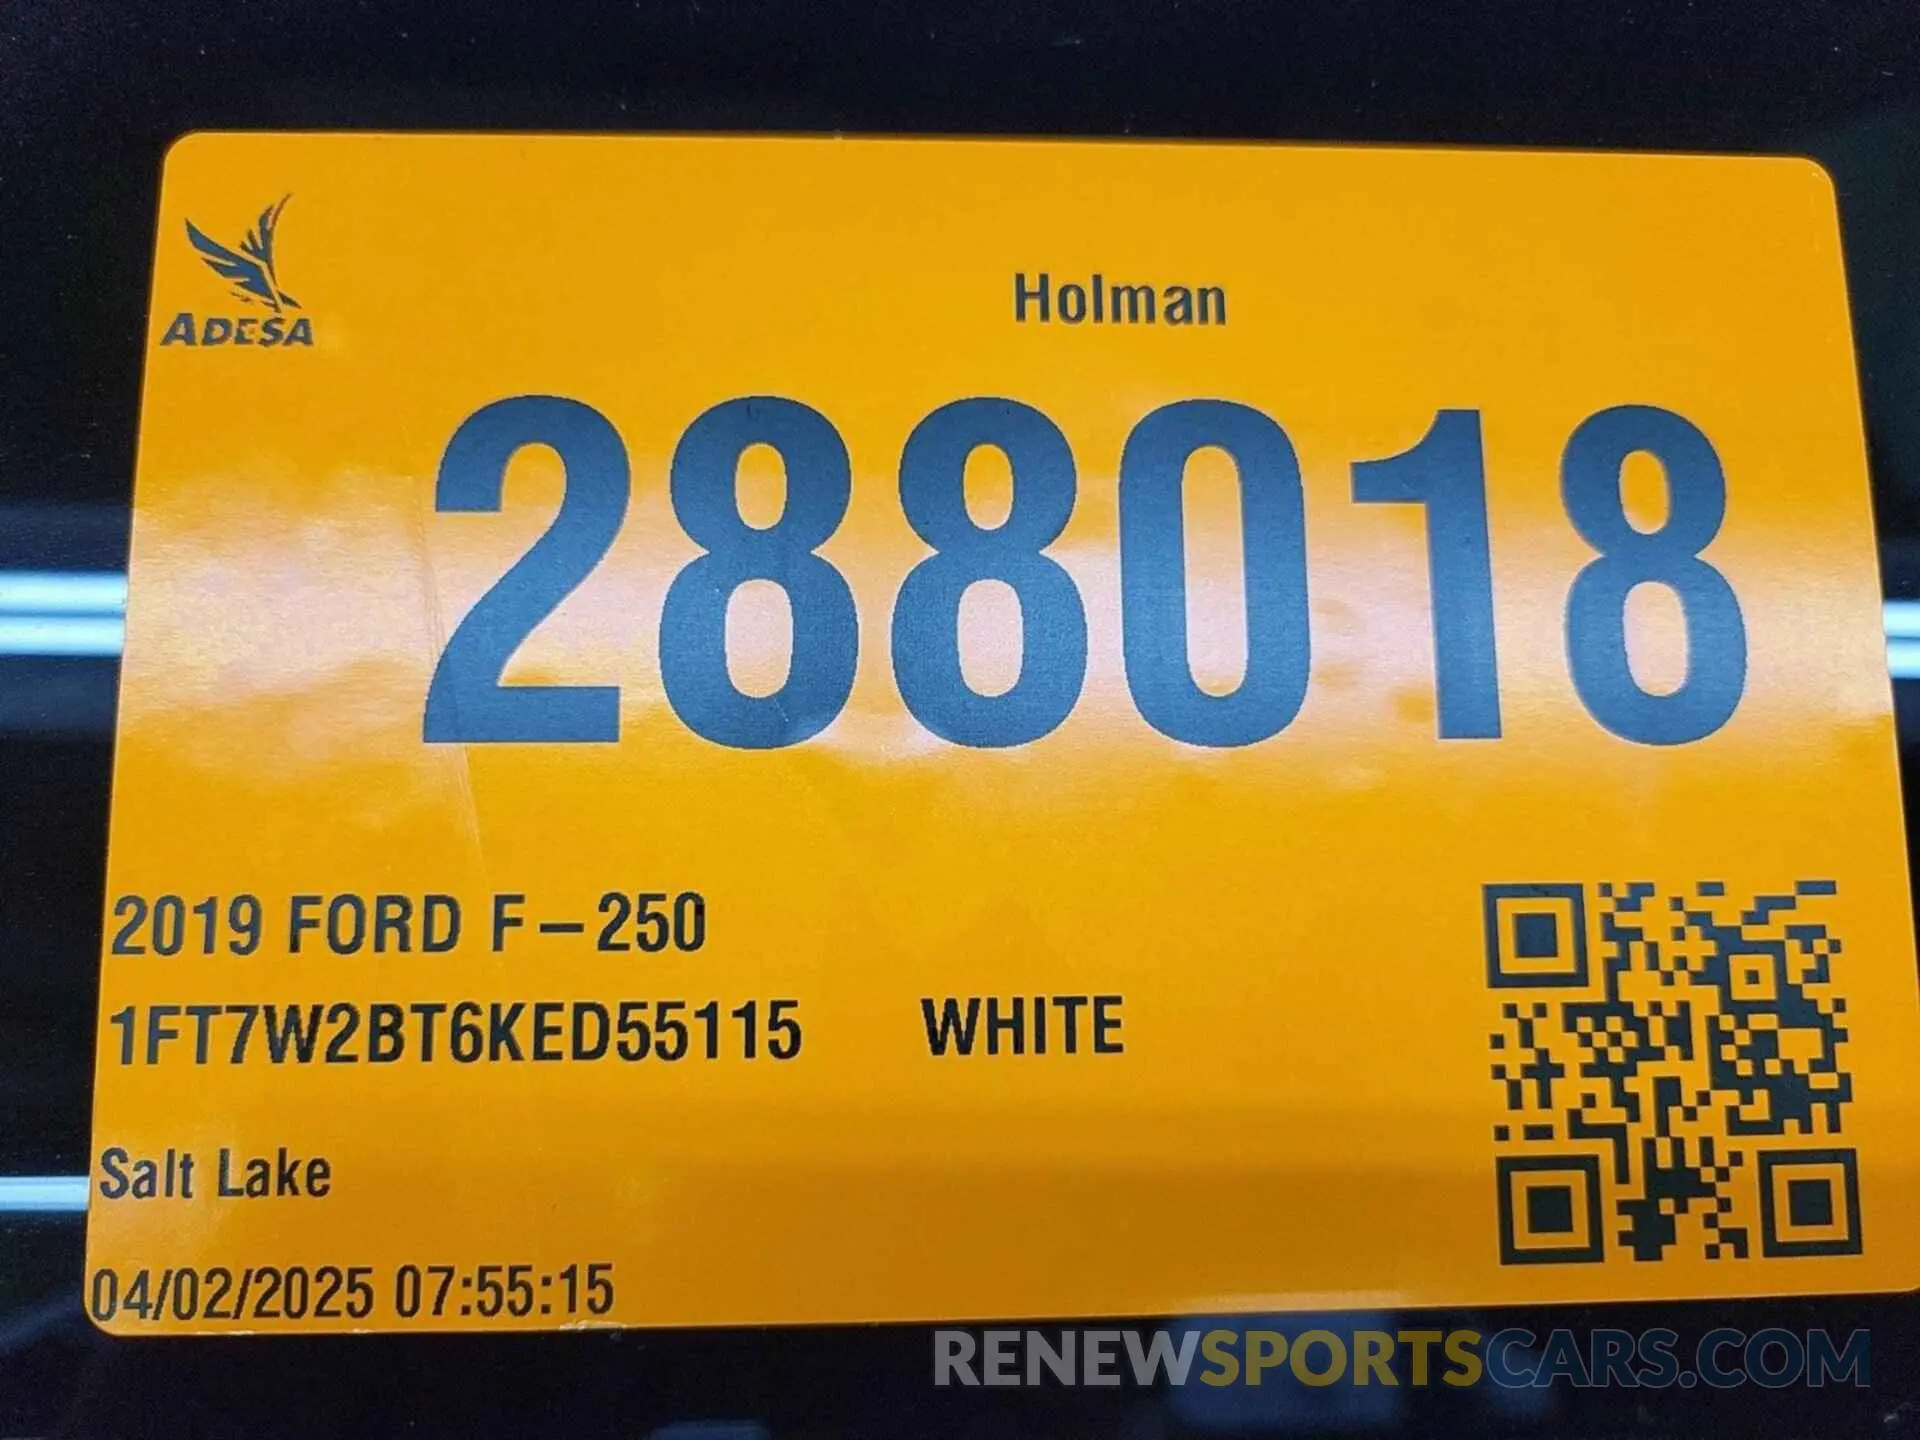 ADESA
Holman
288018
2019 FORD F-250
1FT7W2BT6KED55115 WHITE
Salt Lake
04/02/2025 07:55:15
RENEWSPORTSCARS.COM